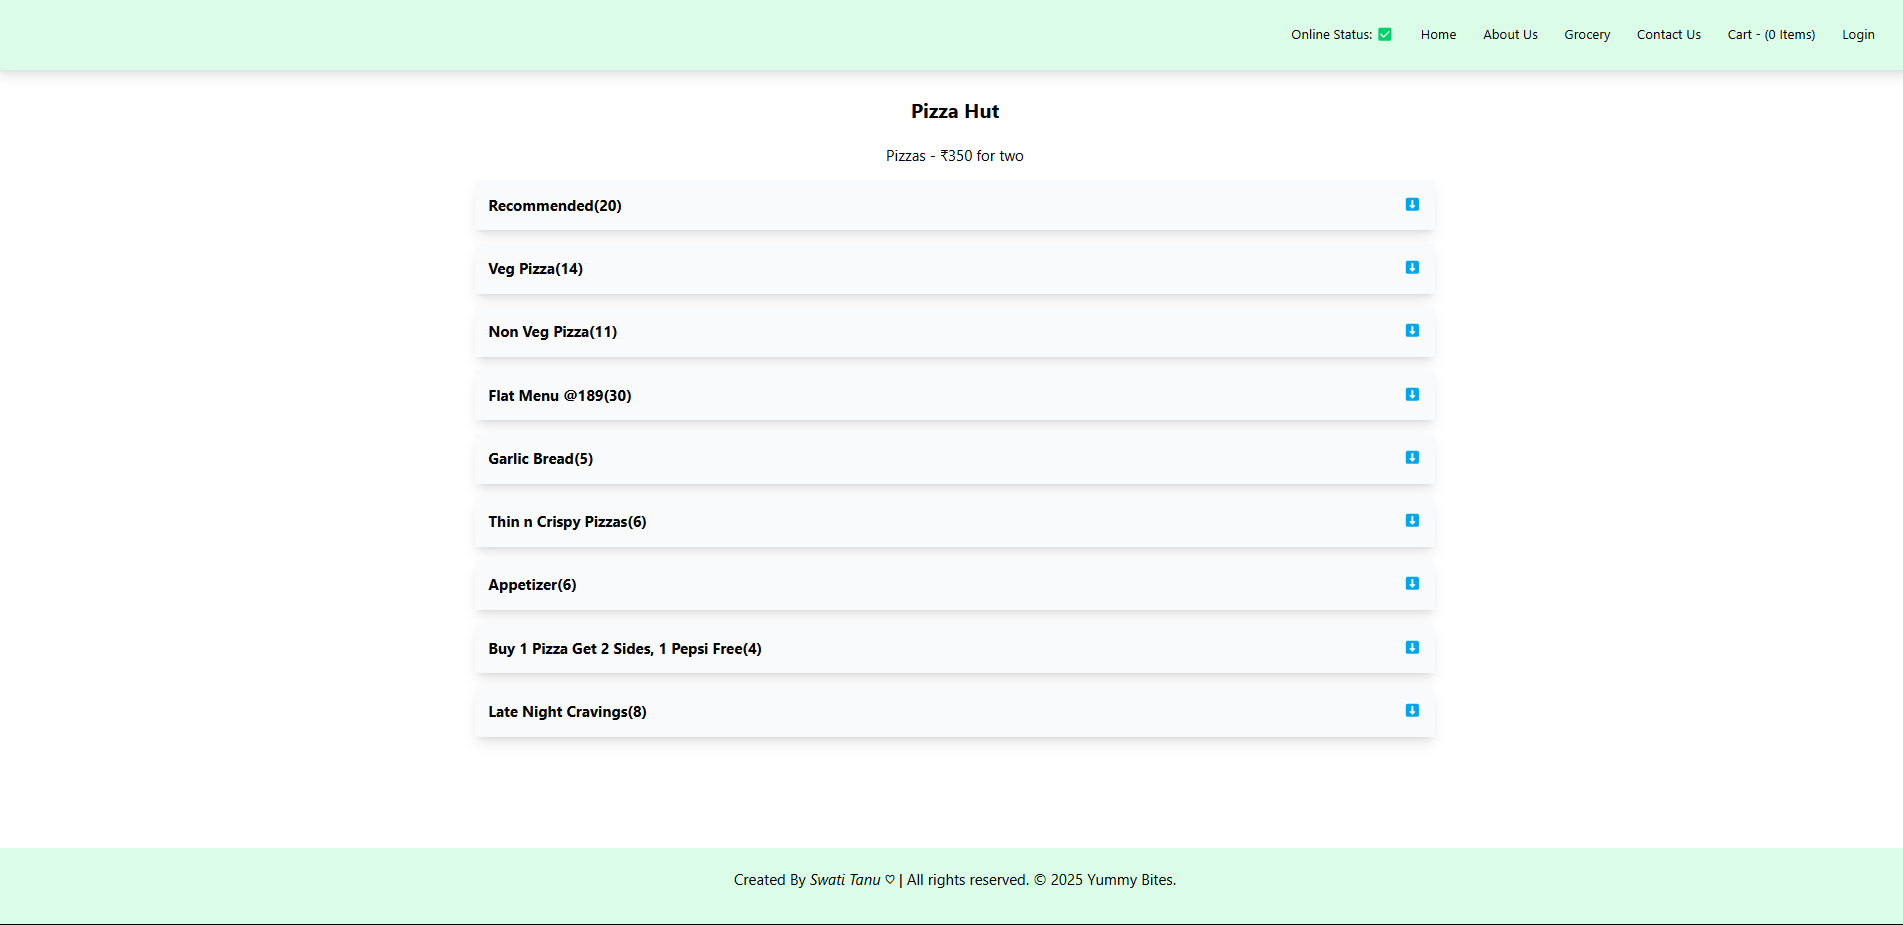 Online Status: ✅ Home About Us Grocery Contact Us Cart - (0 Items) Login
Pizza Hut
Pizzas - ₹350 for two
Recommended(20) ⬇️
Veg Pizza(14) ⬇️
Non Veg Pizza(11) ⬇️
Flat Menu @189(30) ⬇️
Garlic Bread(5) ⬇️
Thin n Crispy Pizzas(6) ⬇️
Appetizer(6) ⬇️
Buy 1 Pizza Get 2 Sides, 1 Pepsi Free(4) ⬇️
Late Night Cravings(8) ⬇️
Created By Swati Tanu ♡ | All rights reserved. © 2025 Yummy Bites.